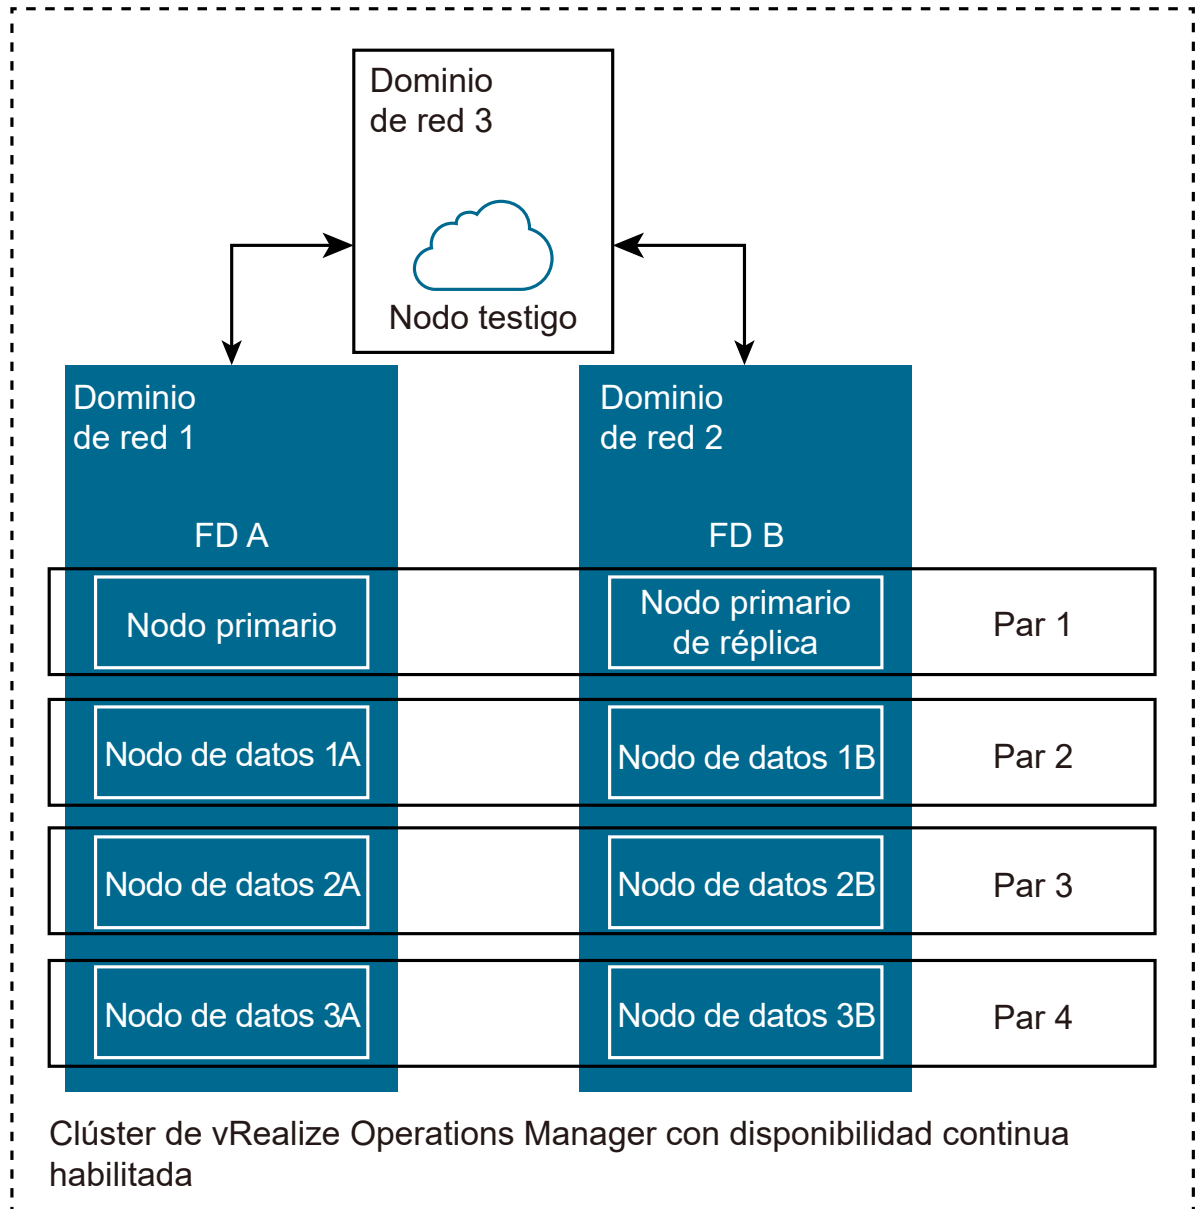 Dominio
de red 3
Nodo testigo
Dominio
de red 1
Dominio
de red 2
FD A
FD B
Nodo primario
Nodo primario
de réplica
Par 1
Nodo de datos 1A
Nodo de datos 1B
Par 2
Nodo de datos 2A
Nodo de datos 2B
Par 3
Nodo de datos 3A
Nodo de datos 3B
Par 4
Clúster de vRealize Operations Manager con disponibilidad continua
habilitada